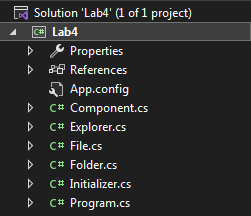 Solution 'Lab4' (1 of 1 project)
C# Lab4
Properties
References
App.config
C# Component.cs
C# Explorer.cs
C# File.cs
C# Folder.cs
C# Initializer.cs
C# Program.cs